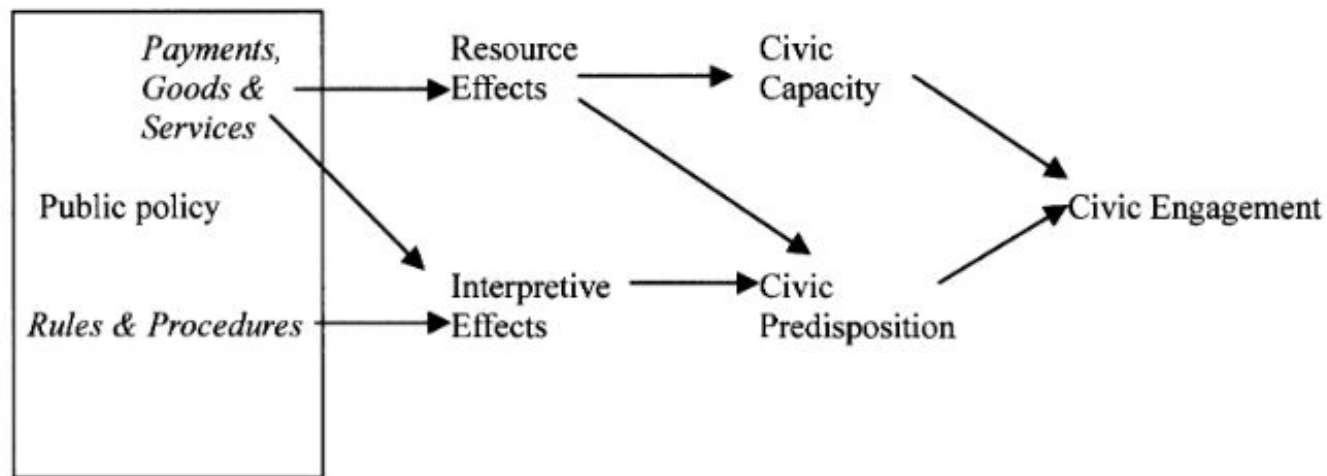 Payments,
Goods &
Services
Resource
Effects
Civic
Capacity
Public policy
Civic Engagement
Interpretive
Effects
Civic
Predisposition
Rules & Procedures